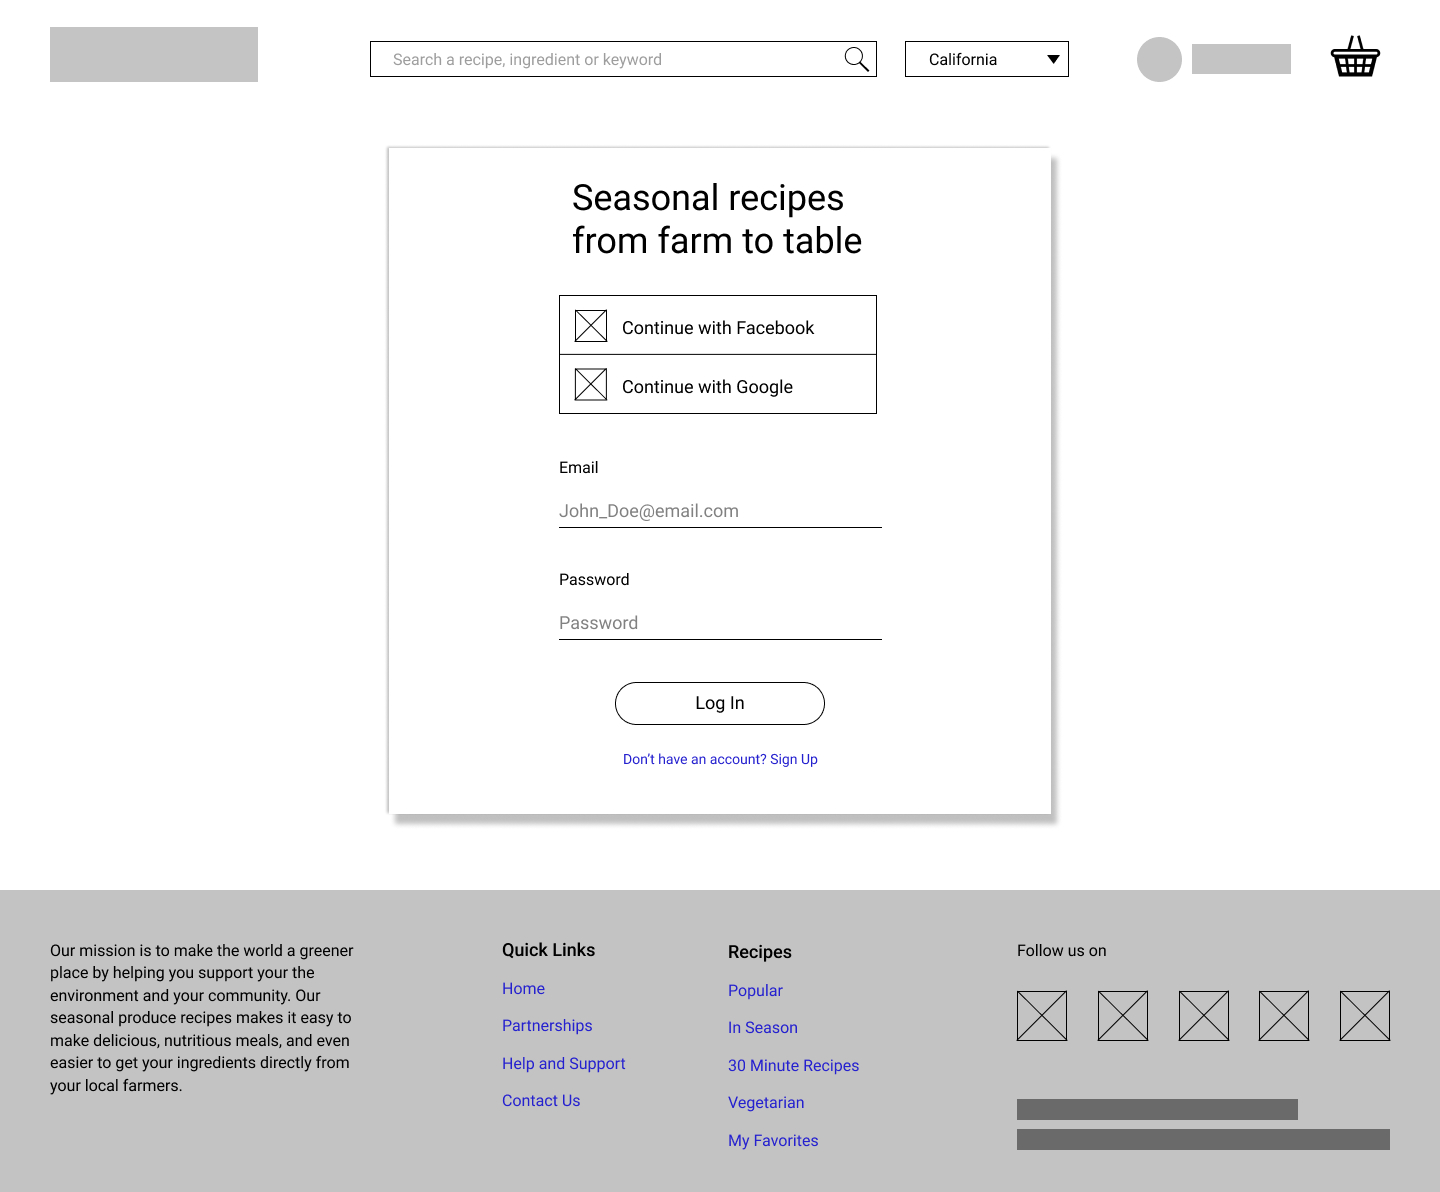 Search a recipe, ingredient or keyword
California
Seasonal recipes
from farm to table
Continue with Facebook
Continue with Google
Email
John_Doe@email.com
Password
Password
Log In
Don't have an account? Sign Up
Our mission is to make the world a greener
place by helping you support your the
environment and your community. Our
seasonal produce recipes makes it easy to
make delicious, nutritious meals, and even
easier to get your ingredients directly from
your local farmers.
Quick Links
Home
Partnerships
Help and Support
Contact Us
Recipes
Popular
In Season
30 Minute Recipes
Vegetarian
My Favorites
Follow us on